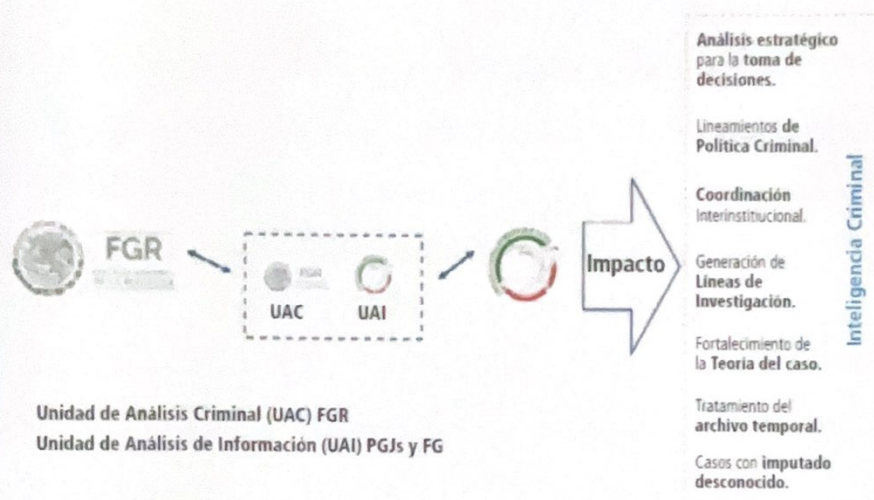 FGR
FGR
UAC
UAI
Impacto
Análisis estratégico
para la toma de
decisiones.
Lineamientos de
Política Criminal.
Coordinación
Interinstitucional.
Generación de
Líneas de
Investigación.
Fortalecimiento de
la Teoría del caso.
Tratamiento del
archivo temporal.
Casos con imputado
desconocido.
Inteligencia Criminal
Unidad de Análisis Criminal (UAC) FGR
Unidad de Análisis de Información (UAI) PGJs y FG